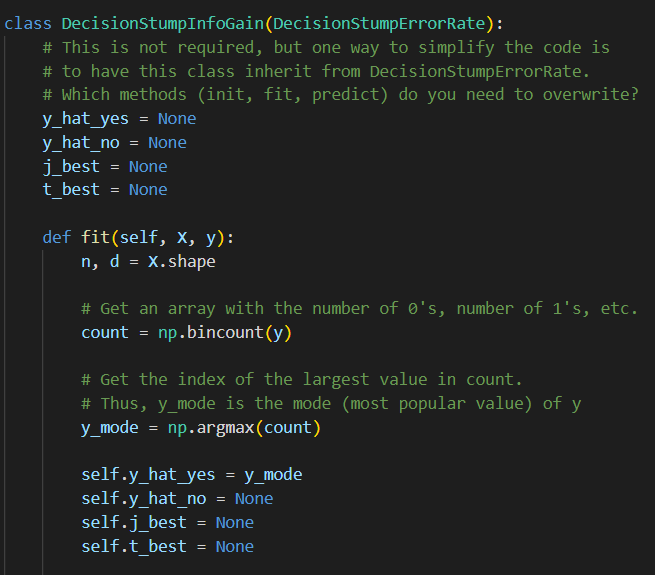 class DecisionStumpInfoGain(DecisionStumpErrorRate):
    # This is not required, but one way to simplify the code is
    # to have this class inherit from DecisionStumpErrorRate.
    # Which methods (init, fit, predict) do you need to overwrite?
    y_hat_yes = None
    y_hat_no = None
    j_best = None
    t_best = None

    def fit(self, X, y):
        n, d = X.shape

        # Get an array with the number of 0's, number of 1's, etc.
        count = np.bincount(y)

        # Get the index of the largest value in count.
        # Thus, y_mode is the mode (most popular value) of y
        y_mode = np.argmax(count)

        self.y_hat_yes = y_mode
        self.y_hat_no = None
        self.j_best = None
        self.t_best = None